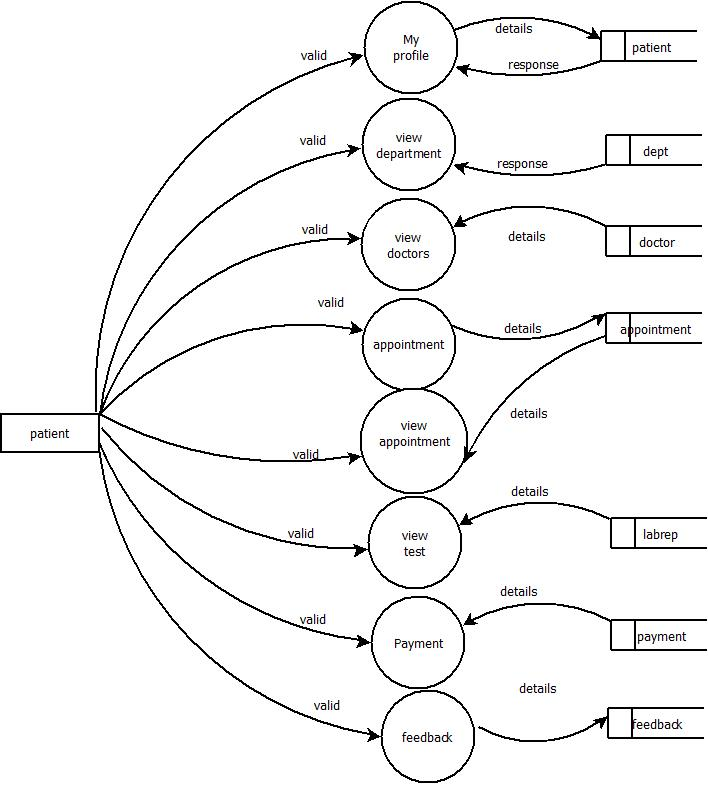 My
profile
details
patient
valid
response
view
department
valid
response
dept
view
doctors
valid
details
doctor
valid
appointment
details
appointment
patient
view
appointment
valid
details
view
test
valid
details
labrep
Payment
valid
details
payment
feedback
valid
details
feedback